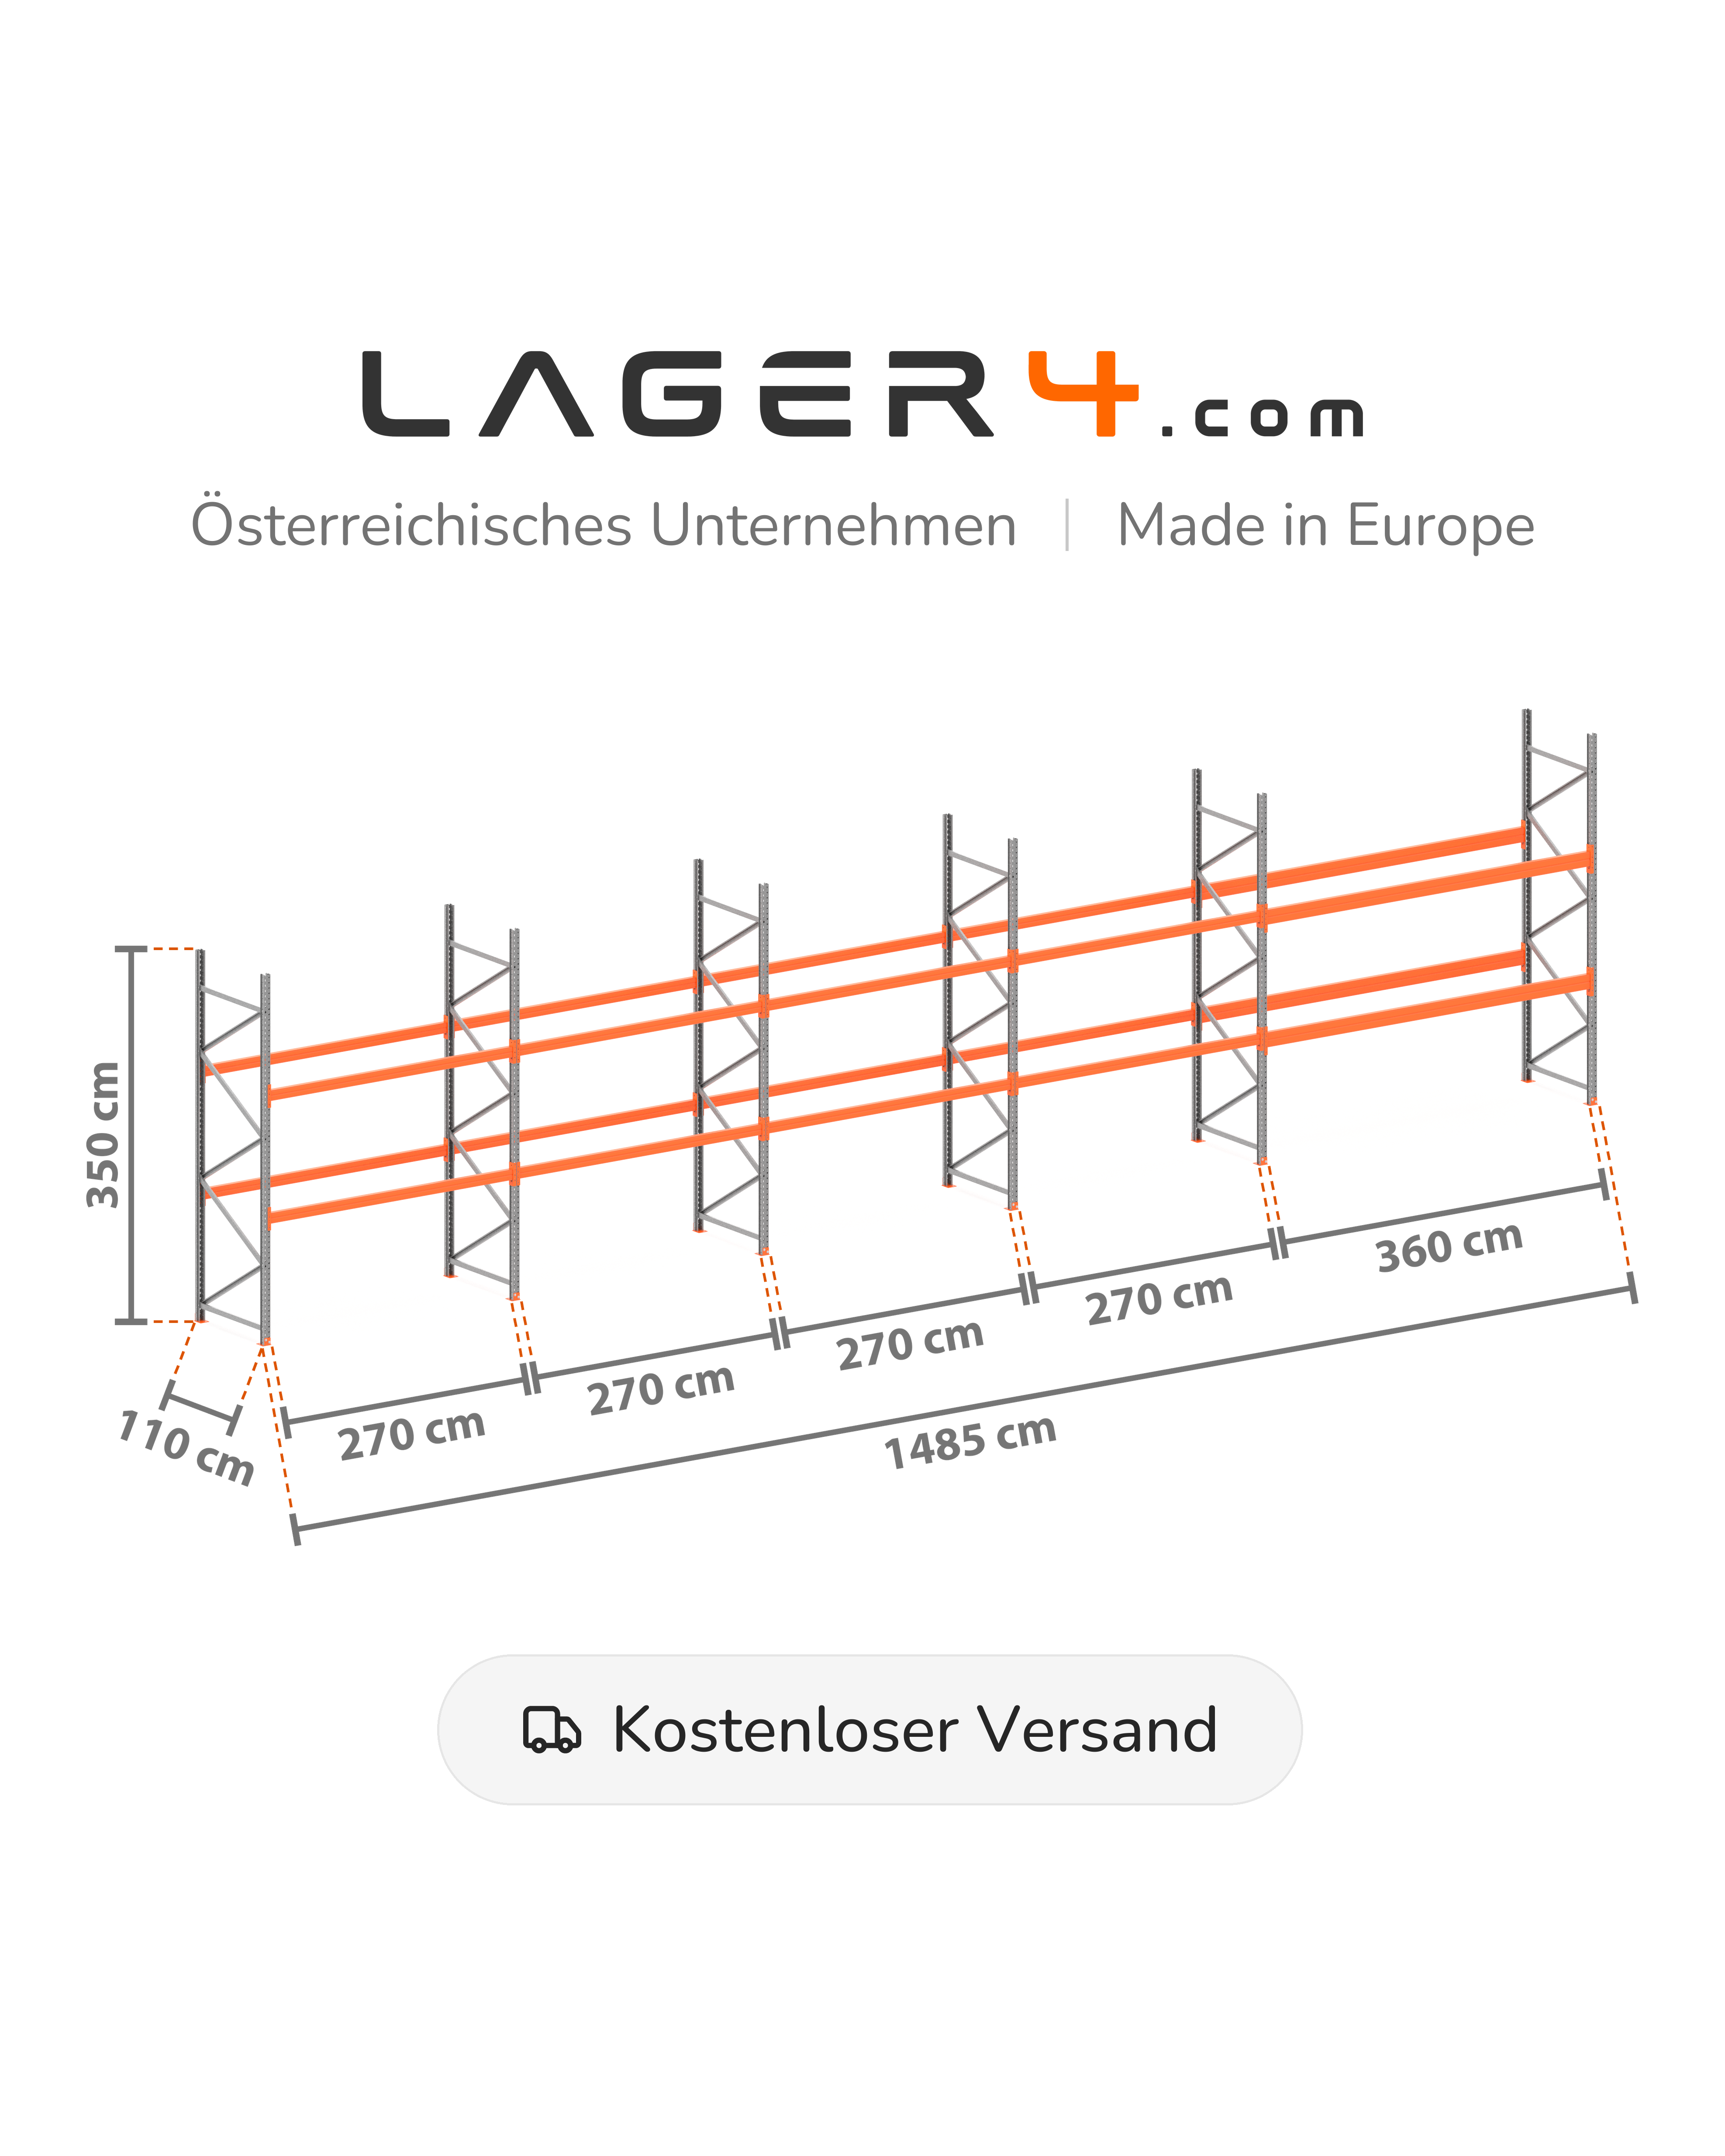 LAGER4.com
Österreichisches Unternehmen | Made in Europe
350 cm
110 cm
270 cm
270 cm
270 cm
270 cm
360 cm
1485 cm
Kostenloser Versand